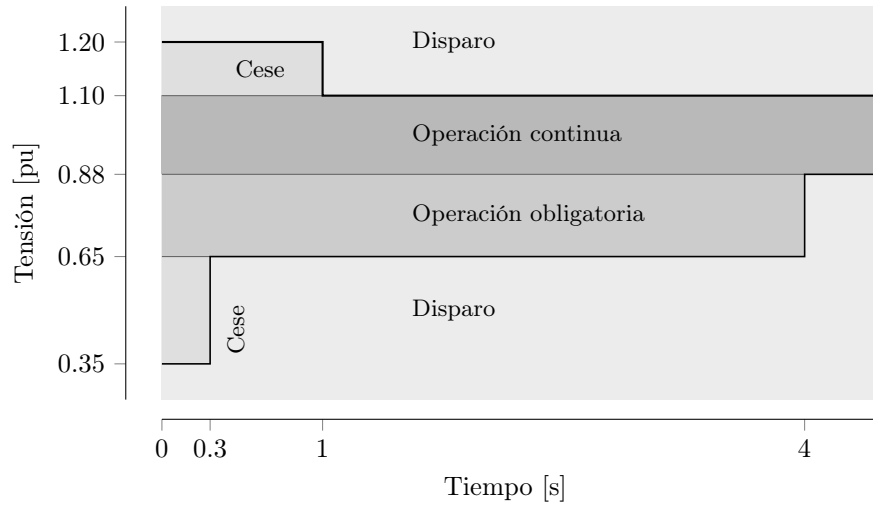 1.20
Disparo
Cese
1.10
Operación continua
0.88
Operación obligatoria
0.65
Disparo
Cese
0.35
Tensión [pu]
0 0.3 1 4
Tiempo [s]